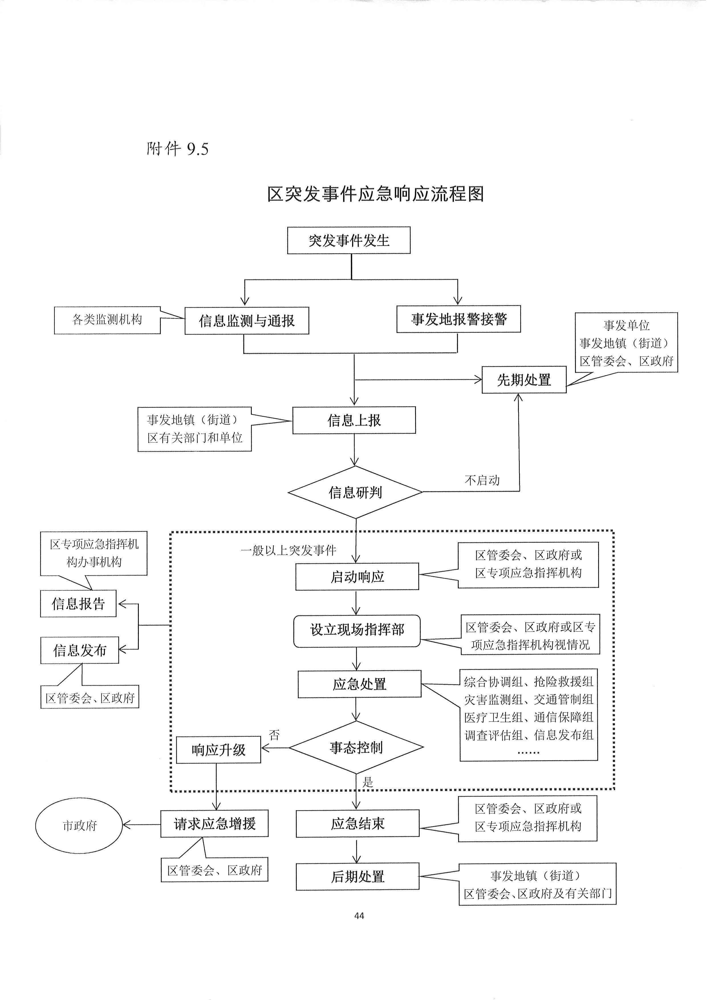 附件 9.5
区突发事件应急响应流程图
突发事件发生
各类监测机构
信息监测与通报
事发地报警接警
事发单位
事发地镇（街道）
区管委会、区政府
先期处置
事发地镇（街道）
区有关部门和单位
信息上报
信息研判
不启动
区专项应急指挥机
构办事机构
一般以上突发事件
区管委会、区政府或
区专项应急指挥机构
启动响应
信息报告
设立现场指挥部
区管委会、区政府或区专
项应急指挥机构视情况
信息发布
区管委会、区政府
应急处置
综合协调组、抢险救援组
灾害监测组、交通管制组
医疗卫生组、通信保障组
调查评估组、信息发布组
……
否
响应升级
事态控制
是
市政府
请求应急增援
应急结束
区管委会、区政府或
区专项应急指挥机构
区管委会、区政府
后期处置
事发地镇（街道）
区管委会、区政府及有关部门
44